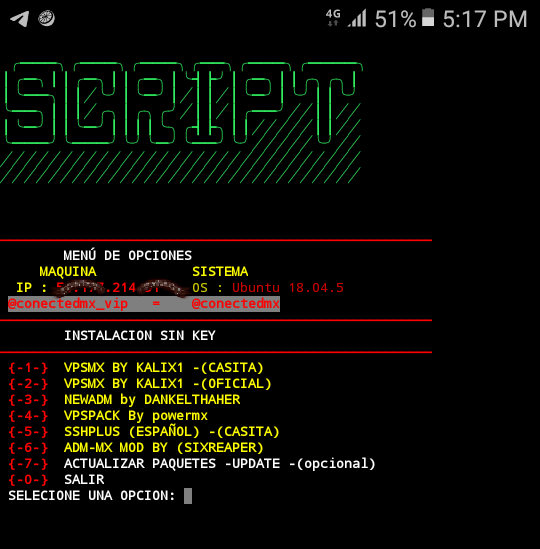 4G 51% 5:17 PM
SCRIPT
MENÚ DE OPCIONES
MAQUINA SISTEMA
IP : 214 OS : Ubuntu 18.04.5
@conectedmx_vip = @conectedmx
INSTALACION SIN KEY
{-1-} VPSMX BY KALIX1 -(CASITA)
{-2-} VPSMX BY KALIX1 -(OFICIAL)
{-3-} NEWADM by DANKELTHAHER
{-4-} VPSPACK By powermx
{-5-} SSHPLUS (ESPAÑOL) -(CASITA)
{-6-} ADM-MX MOD BY (SIXREAPER)
{-7-} ACTUALIZAR PAQUETES -UPDATE -(opcional)
{-0-} SALIR
SELECIONE UNA OPCION: